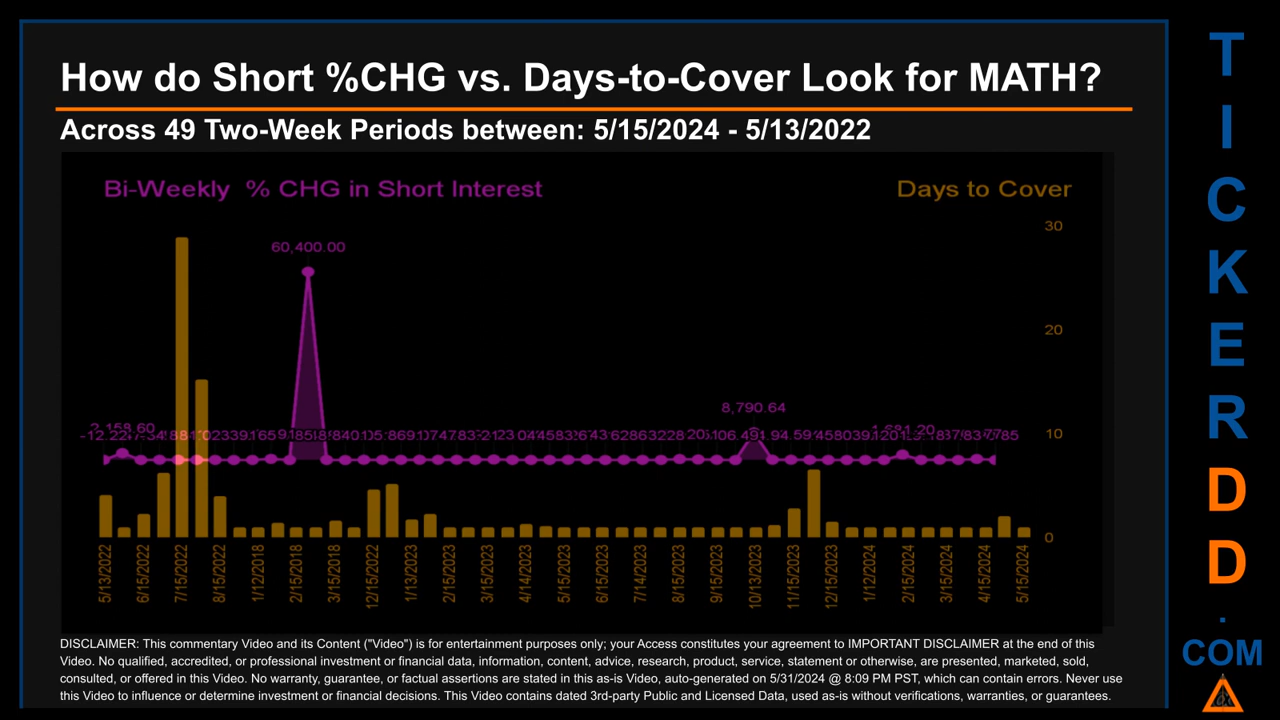 How do Short %CHG vs. Days-to-Cover Look for MATH?
Across 49 Two-Week Periods between: 5/15/2024 - 5/13/2022
Bi-Weekly % CHG in Short Interest
Days to Cover
30
60,400.00
20
8,790.64
2,158.60
1,681.20
10
0
5/13/2022
6/15/2022
7/15/2022
8/15/2022
1/12/2018
2/15/2018
3/15/2018
12/15/2022
1/13/2023
2/15/2023
3/15/2023
4/14/2023
5/15/2023
6/15/2023
7/14/2023
8/15/2023
9/15/2023
10/13/2023
11/15/2023
12/15/2023
1/12/2024
2/15/2024
3/15/2024
4/15/2024
5/15/2024
DISCLAIMER: This commentary Video and its Content ("Video") is for entertainment purposes only; your Access constitutes your agreement to IMPORTANT DISCLAIMER at the end of this
Video. No qualified, accredited, or professional investment or financial data, information, content, advice, research, product, service, statement or otherwise, are presented, marketed, sold,
consulted, or offered in this Video. No warranty, guarantee, or factual assertions are stated in this as-is Video, auto-generated on 5/31/2024 @ 8:09 PM PST, which can contain errors. Never use
this Video to influence or determine investment or financial decisions. This Video contains dated 3rd-party Public and Licensed Data, used as-is without verifications, warranties, or guarantees.
T
I
C
K
E
R
D
D
.
COM